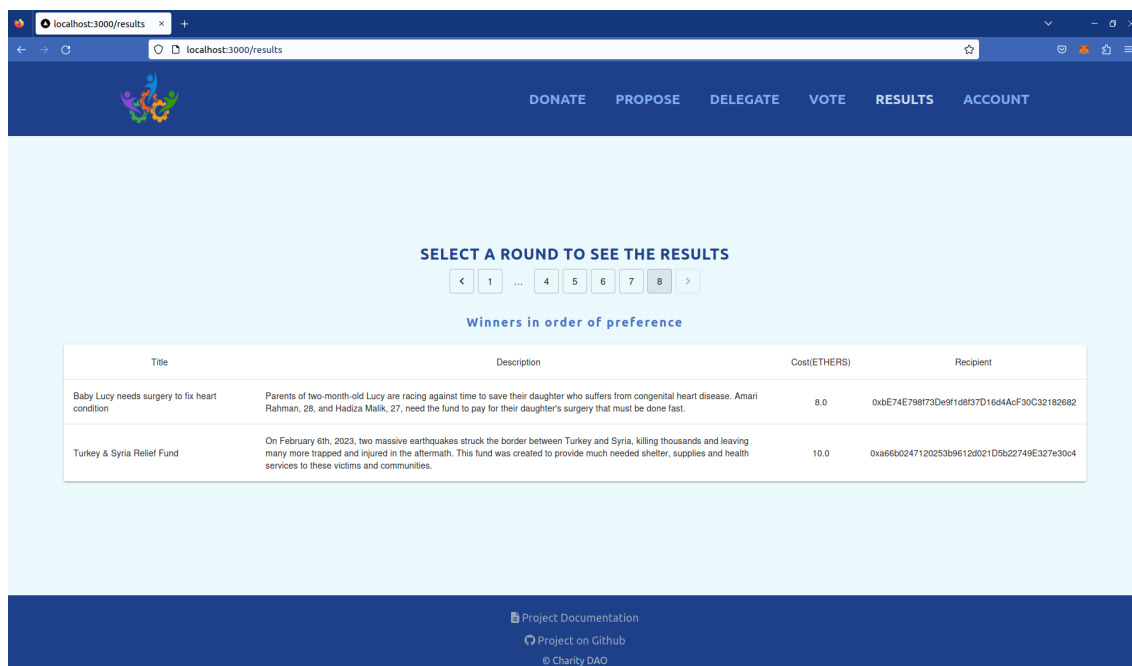 localhost:3000/results
localhost:3000/results
DONATE PROPOSE DELEGATE VOTE RESULTS ACCOUNT
SELECT A ROUND TO SEE THE RESULTS
1 ... 4 5 6 7 8
Winners in order of preference
Title Description Cost(ETHERS) Recipient
Baby Lucy needs surgery to fix heart
condition
Parents of two-month-old Lucy are racing against time to save their daughter who suffers from congenital heart disease. Amari
Rahman, 28, and Hadiza Malik, 27, need the fund to pay for their daughter's surgery that must be done fast.
8.0
0xbE74E798f73De9f1d8f37D16d4AcF30C32182682
Turkey & Syria Relief Fund
On February 6th, 2023, two massive earthquakes struck the border between Turkey and Syria, killing thousands and leaving
many more trapped and injured in the aftermath. This fund was created to provide much needed shelter, supplies and health
services to these victims and communities.
10.0
0xa66b0247120253b9612d021D5b22749E327e30c4
Project Documentation
Project on Github
© Charity DAO